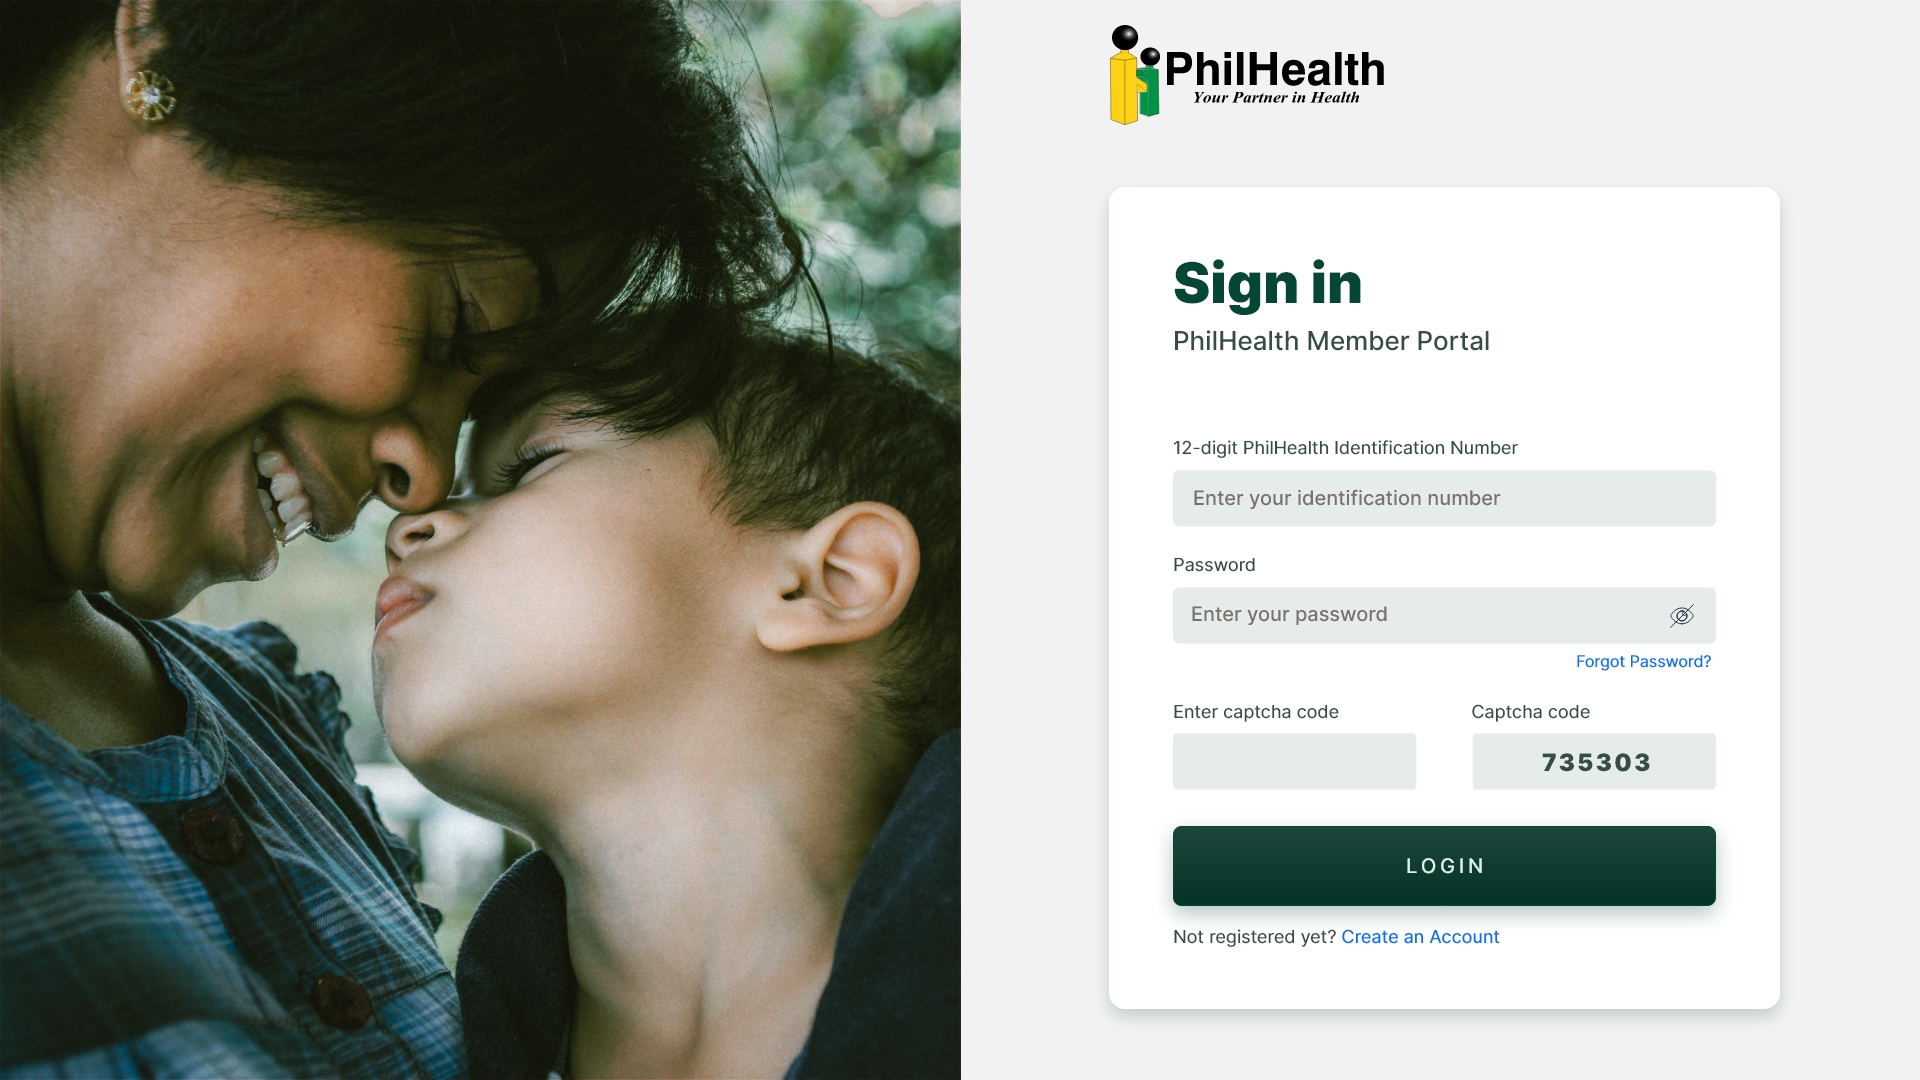 PhilHealth
Your Partner in Health
Sign in
PhilHealth Member Portal
12-digit PhilHealth Identification Number
Enter your identification number
Password
Enter your password
Forgot Password?
Enter captcha code
Captcha code
735303
LOGIN
Not registered yet? Create an Account